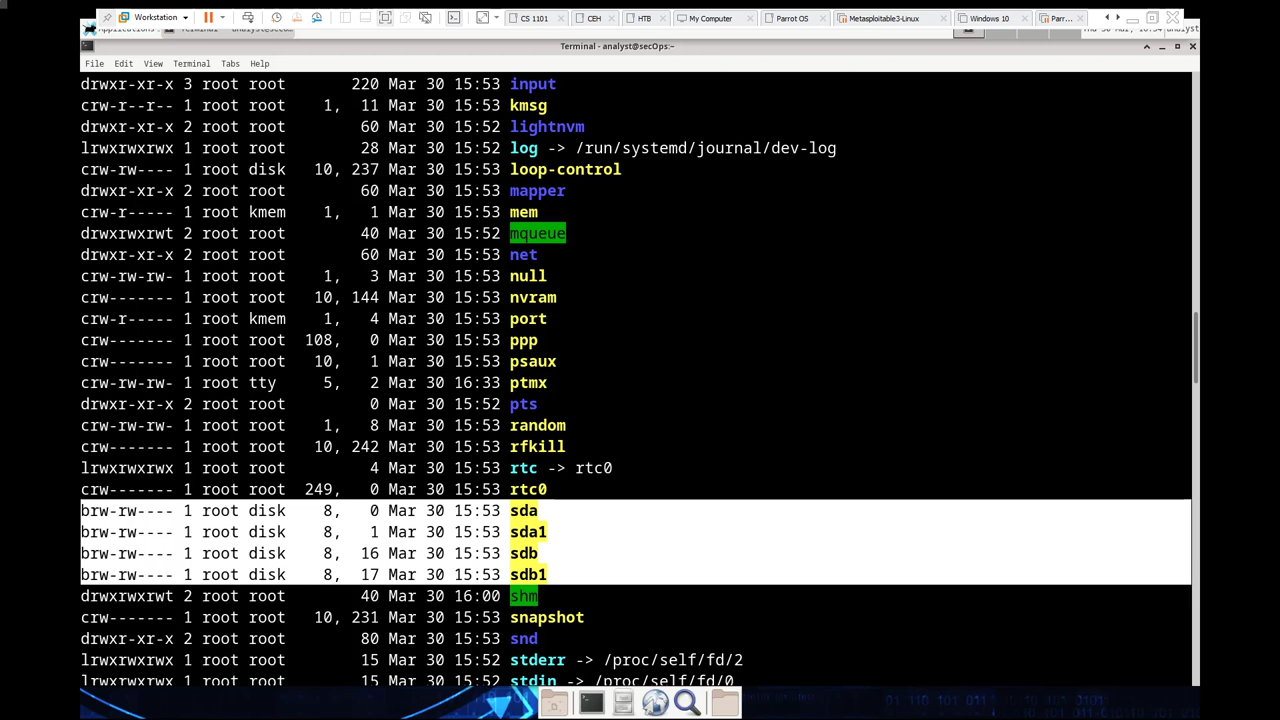 Workstation CS 1101 CEH HTB My Computer Parrot OS Metasploitable3-Linux Windows 10 Parr...
Terminal - analyst@secOps:~
File Edit View Terminal Tabs Help
drwxr-xr-x 3 root root 220 Mar 30 15:53 input
crw-r--r-- 1 root root 1, 11 Mar 30 15:53 kmsg
drwxr-xr-x 2 root root 60 Mar 30 15:52 lightnvm
lrwxrwxrwx 1 root root 28 Mar 30 15:52 log -> /run/systemd/journal/dev-log
crw-rw---- 1 root disk 10, 237 Mar 30 15:53 loop-control
drwxr-xr-x 2 root root 60 Mar 30 15:53 mapper
crw-r----- 1 root kmem 1, 1 Mar 30 15:53 mem
drwxrwxrwt 2 root root 40 Mar 30 15:52 mqueue
drwxr-xr-x 2 root root 60 Mar 30 15:52 net
crw-rw-rw- 1 root root 1, 3 Mar 30 15:53 null
crw------- 1 root root 10, 144 Mar 30 15:53 nvram
crw-r----- 1 root kmem 1, 4 Mar 30 15:53 port
crw------- 1 root root 108, 0 Mar 30 15:53 ppp
crw------- 1 root root 10, 1 Mar 30 15:53 psaux
crw-rw-rw- 1 root tty 5, 2 Mar 30 16:33 ptmx
drwxr-xr-x 2 root root 0 Mar 30 15:52 pts
crw-rw-rw- 1 root root 1, 8 Mar 30 15:53 random
crw------- 1 root root 10, 242 Mar 30 15:53 rfkill
lrwxrwxrwx 1 root root 4 Mar 30 15:53 rtc -> rtc0
crw------- 1 root root 249, 0 Mar 30 15:53 rtc0
brw-rw---- 1 root disk 8, 0 Mar 30 15:53 sda
brw-rw---- 1 root disk 8, 1 Mar 30 15:53 sda1
brw-rw---- 1 root disk 8, 16 Mar 30 15:53 sdb
brw-rw---- 1 root disk 8, 17 Mar 30 15:53 sdb1
drwxrwxrwt 2 root root 40 Mar 30 16:00 shm
crw------- 1 root root 10, 231 Mar 30 15:53 snapshot
drwxr-xr-x 2 root root 80 Mar 30 15:53 snd
lrwxrwxrwx 1 root root 15 Mar 30 15:52 stderr -> /proc/self/fd/2
lrwxrwxrwx 1 root root 15 Mar 30 15:52 stdin -> /proc/self/fd/0